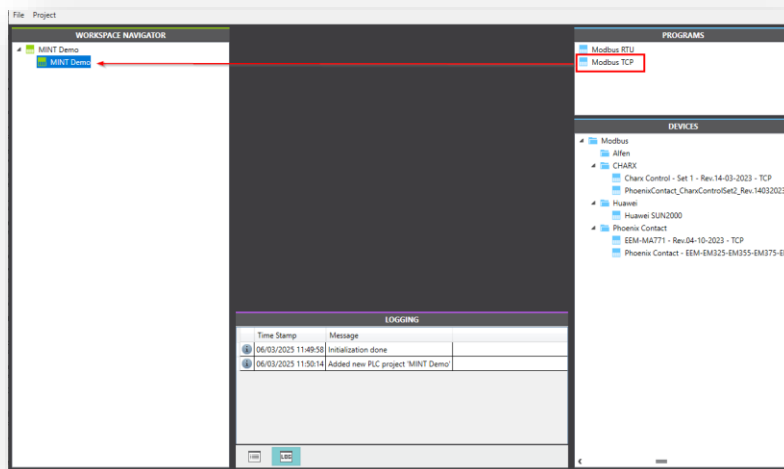 File Project
WORKSPACE NAVIGATOR
MINT Demo
MINT Demo
LOGGING
Time Stamp Message
06/03/2025 11:49:58 Initialization done
06/03/2025 11:50:14 Added new PLC project 'MINT Demo'
LOG
PROGRAMS
Modbus RTU
Modbus TCP
DEVICES
Modbus
Alfen
CHARX
Charx Control - Set 1 - Rev.14-03-2023 - TCP
PhoenixContact_CharxControlSet2_Rev.14032023
Huawei
Huawei SUN2000
Phoenix Contact
EEM-MA771 - Rev.04-10-2023 - TCP
Phoenix Contact - EEM-EM325-EM355-EM375-E